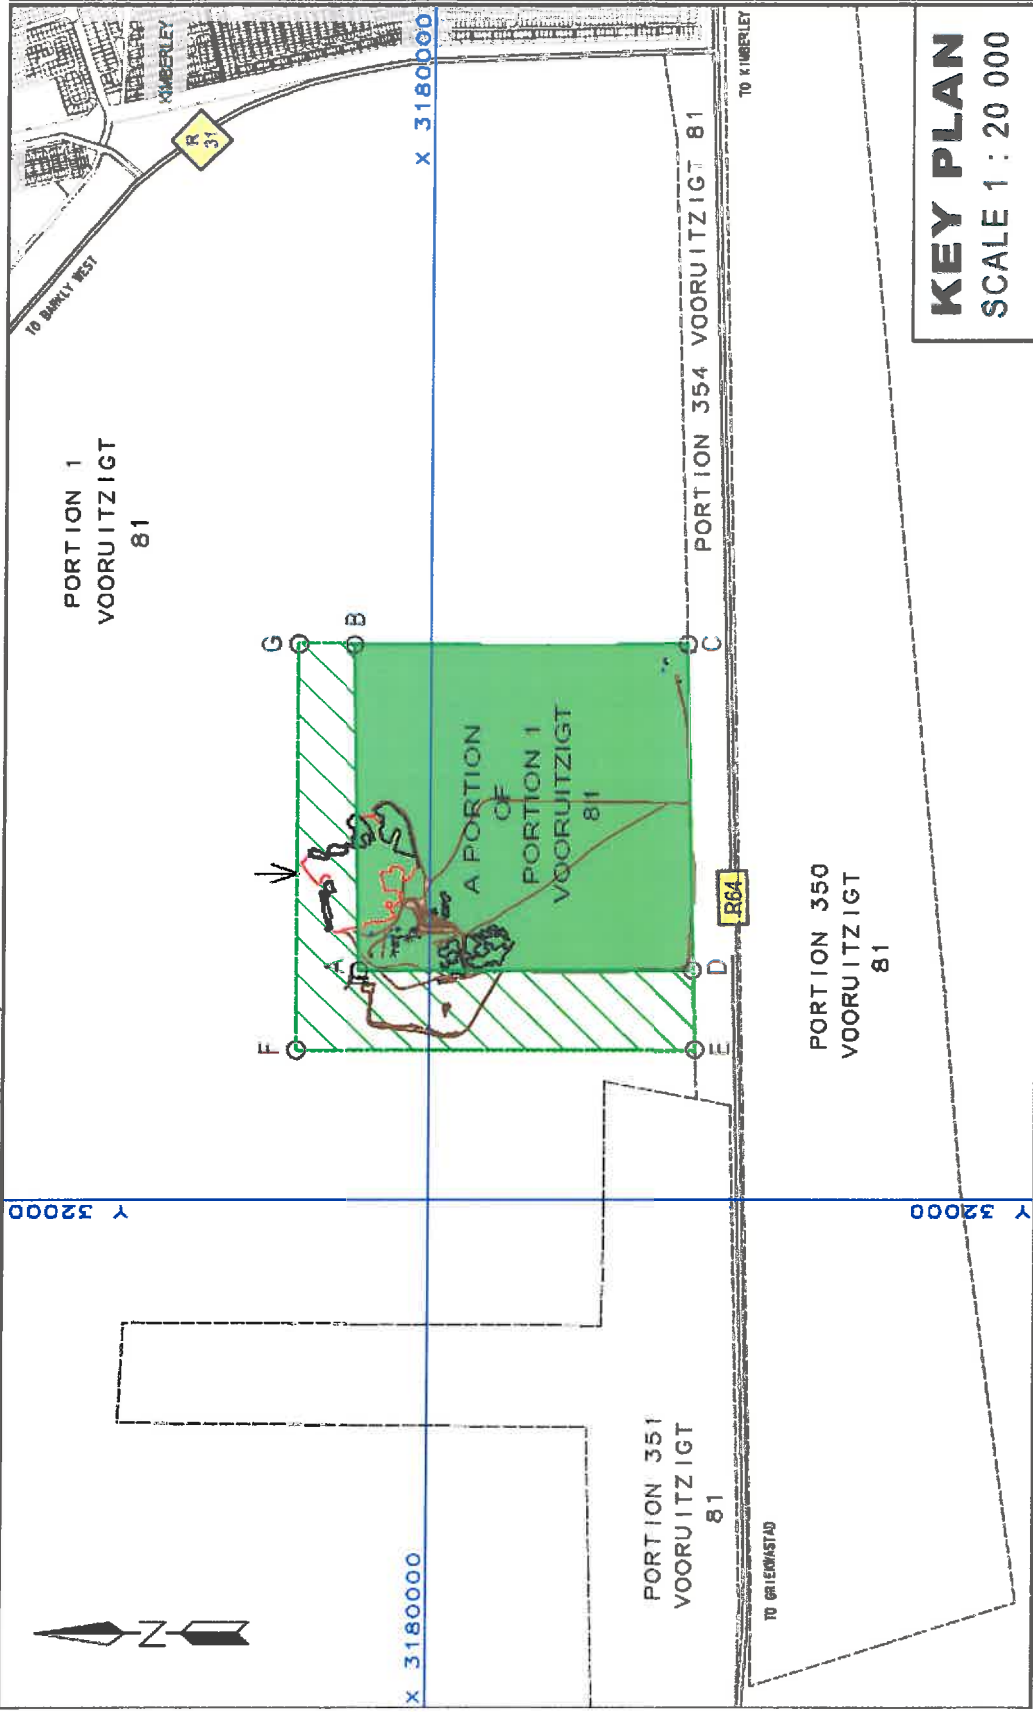 KIMBERLEY
R
31
TO BARKLY WEST
X 3180000
PORTION 1
VOORUITZIGT
81
PORTION 354 VOORUITZIGT 81
TO KIMBERLEY
G
B
C
F
A
D
E
A PORTION
OF
PORTION 1
VOORUITZIGT
81
R64
PORTION 350
VOORUITZIGT
81
Y 32000
Y 32000
X 3180000
PORTION 351
VOORUITZIGT
81
TO GRIEKWASTAD
N
KEY PLAN
SCALE 1 : 20 000